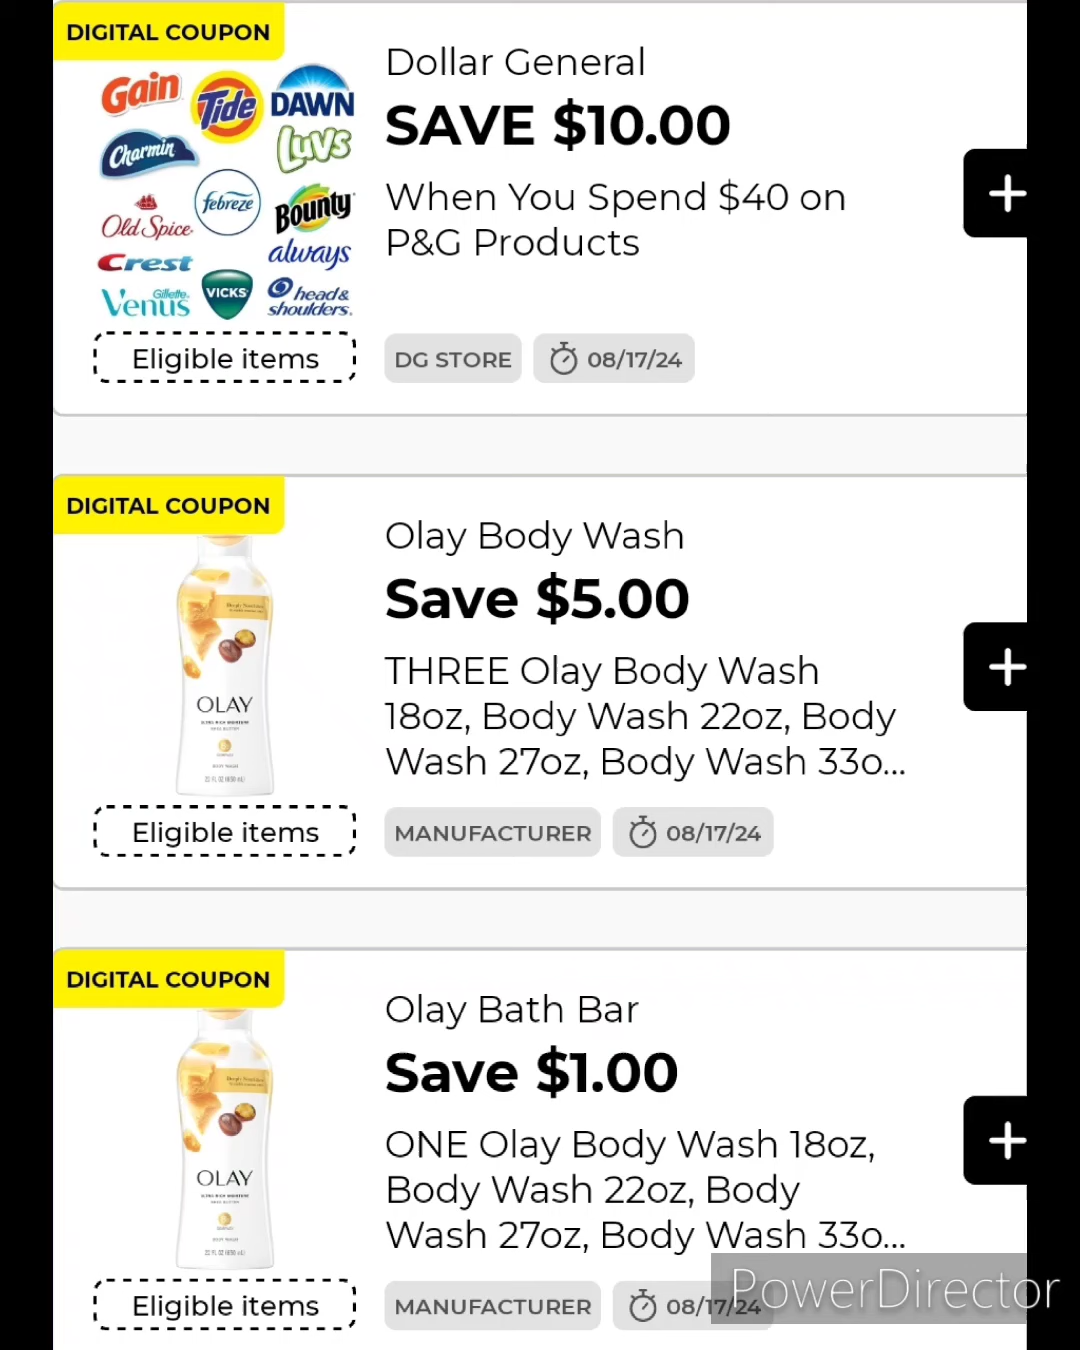 DIGITAL COUPON
Gain
Tide
DAWN
Charmin
Luvs
febreze
Old Spice
Bounty
Crest
always
Gillette
Venus
VICKS
head&
shoulders
Eligible items
Dollar General
SAVE $10.00
When You Spend $40 on
P&G Products
DG STORE
08/17/24
+
DIGITAL COUPON
OLAY
Eligible items
Olay Body Wash
Save $5.00
THREE Olay Body Wash
18oz, Body Wash 22oz, Body
Wash 27oz, Body Wash 33o...
MANUFACTURER
08/17/24
+
DIGITAL COUPON
OLAY
Eligible items
Olay Bath Bar
Save $1.00
ONE Olay Body Wash 18oz,
Body Wash 22oz, Body
Wash 27oz, Body Wash 33o...
MANUFACTURER
08/17/24
+
PowerDirector